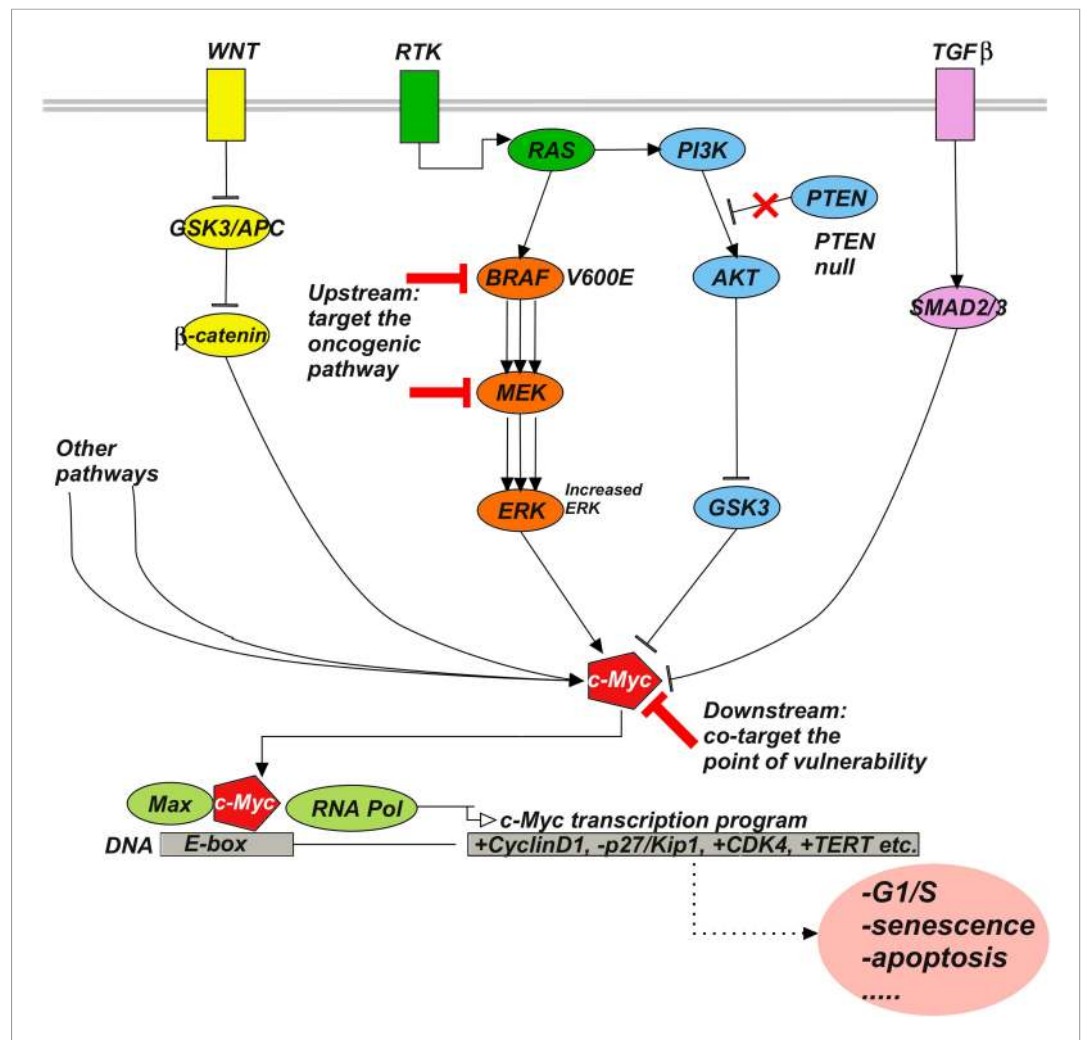 WNT
RTK
TGFβ
RAS
PI3K
GSK3/APC
PTEN
PTEN
null
BRAF
V600E
AKT
Upstream:
target the
oncogenic
pathway
SMAD2/3
β-catenin
MEK
Other
pathways
ERK
Increased
ERK
GSK3
c-Myc
Downstream:
co-target the
point of vulnerability
Max
c-Myc
RNA Pol
c-Myc transcription program
DNA
E-box
+CyclinD1, -p27/Kip1, +CDK4, +TERT etc.
-G1/S
-senescence
-apoptosis
.....